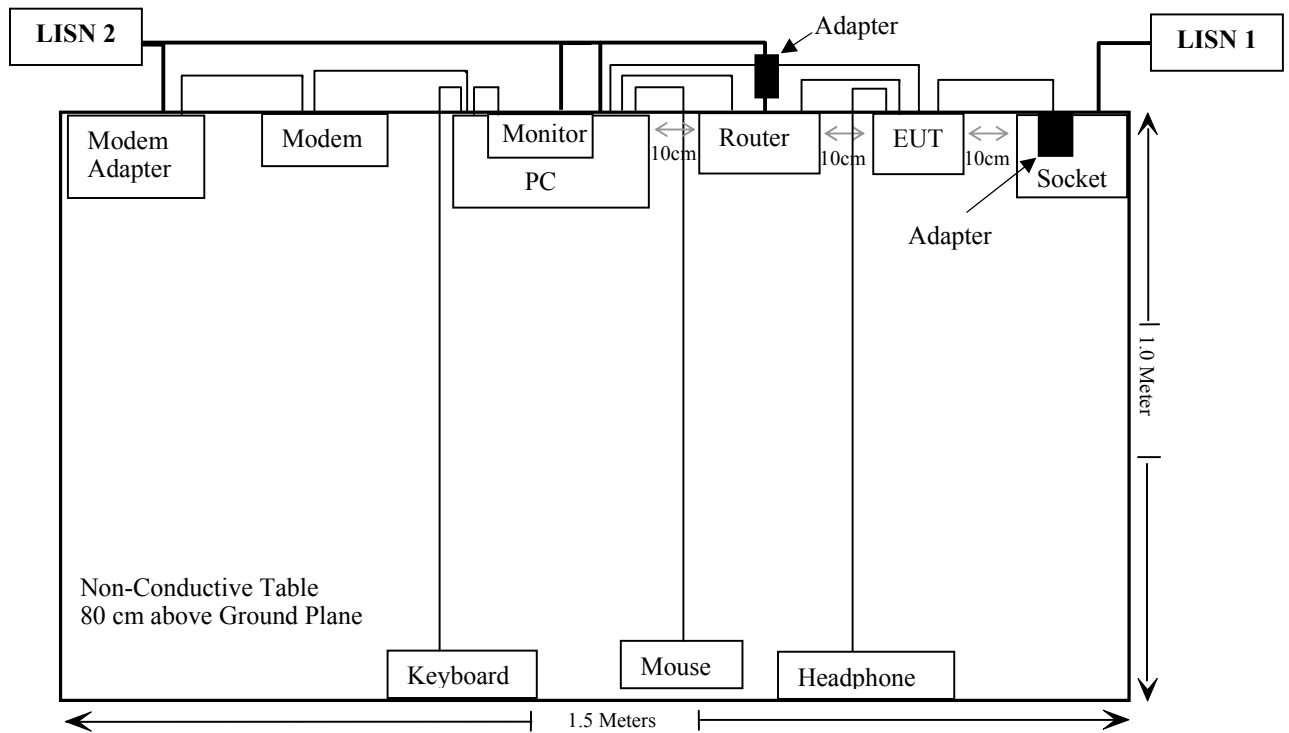 LISN 2
Adapter
LISN 1
Modem
Adapter
Modem
Monitor
PC
10cm
Router
10cm
EUT
10cm
Socket
Adapter
1.0 Meter
Non-Conductive Table
80 cm above Ground Plane
Keyboard
Mouse
Headphone
1.5 Meters